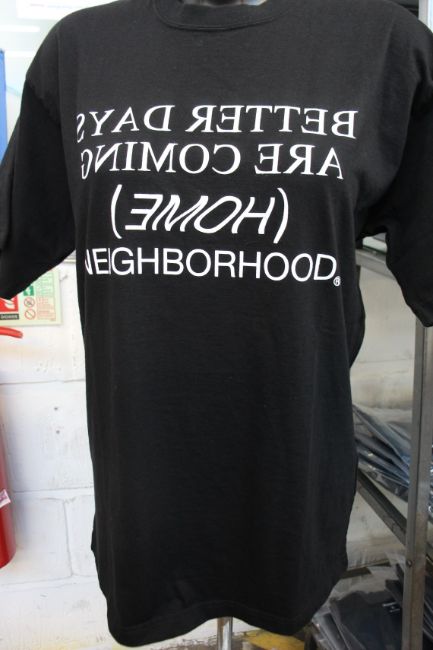 BETTER DAYS
ARE COMING
(HOME)
NEIGHBORHOOD®